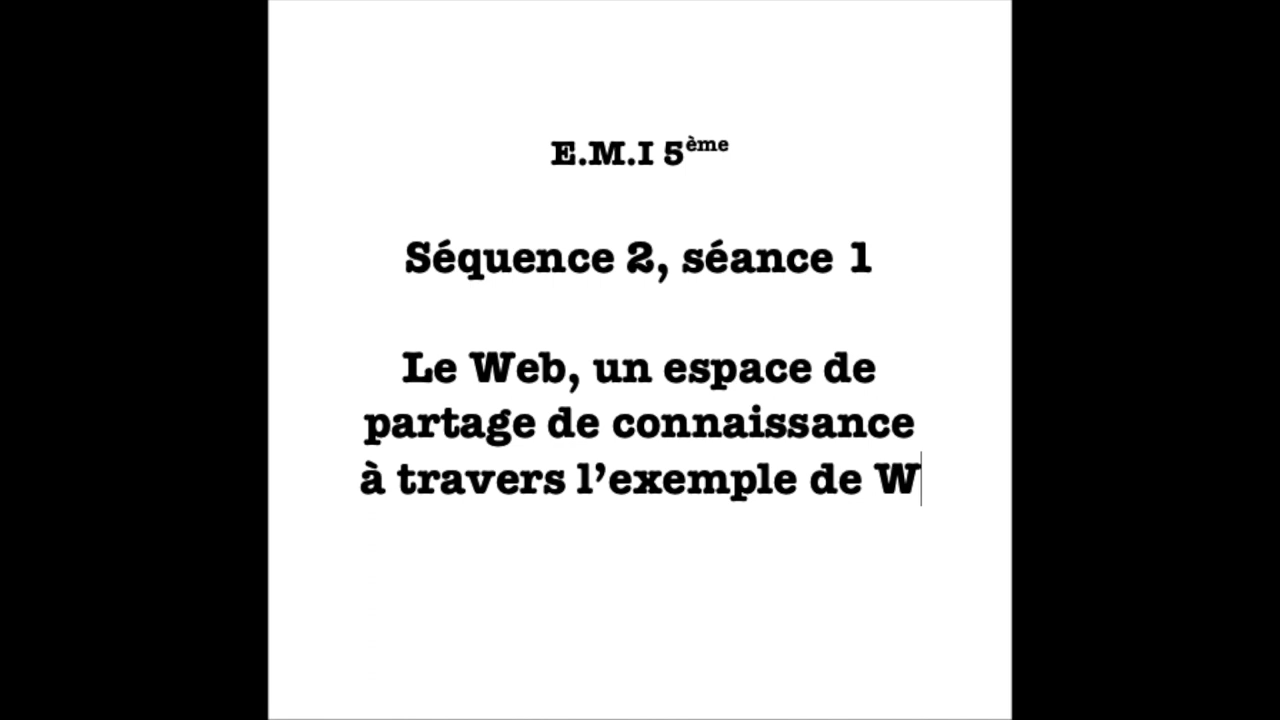 E.M.I 5ème
Séquence 2, séance 1
Le Web, un espace de
partage de connaissance
à travers l’exemple de W